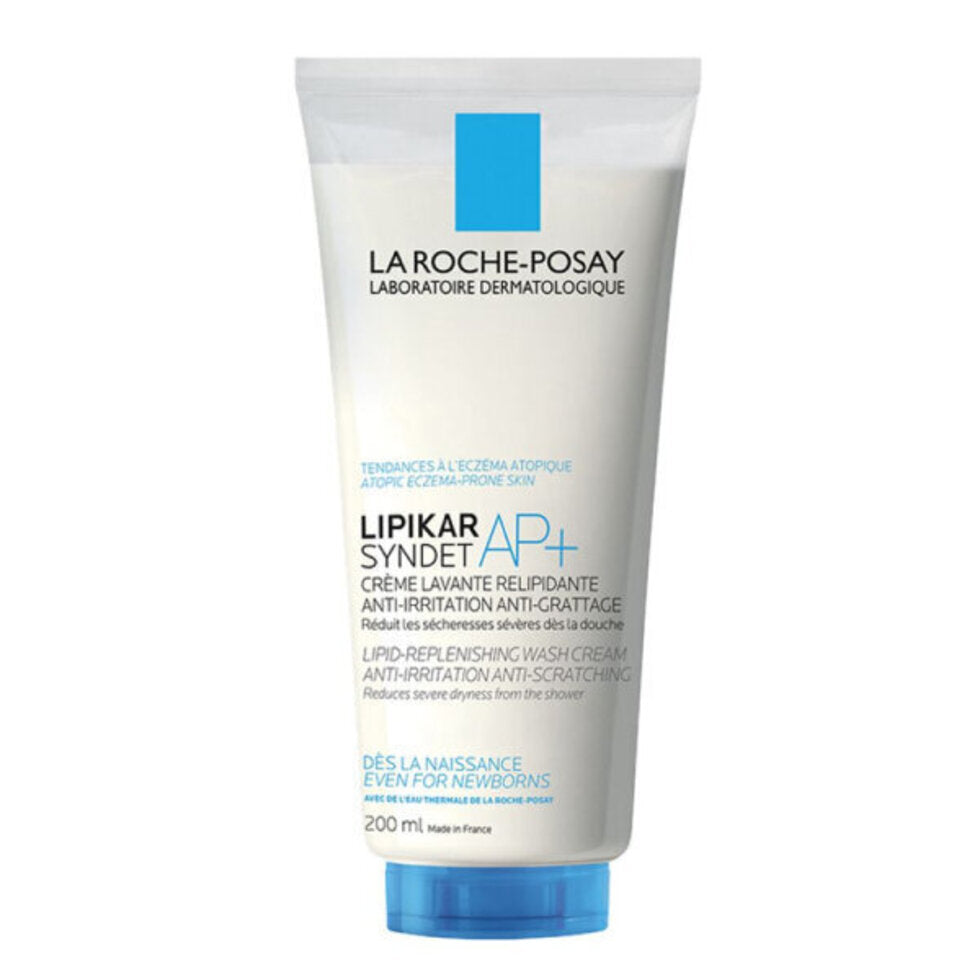 LA ROCHE-POSAY
LABORATOIRE DERMATOLOGIQUE
TENDANCES À L'ECZÉMA ATOPIQUE
ATOPIC ECZEMA-PRONE SKIN
LIPIKAR
SYNDET AP+
CRÈME LAVANTE RELIPIDANTE
ANTI-IRRITATION ANTI-GRATTAGE
Réduit les sécheresses sévères dès la douche
LIPID-REPLENISHING WASH CREAM
ANTI-IRRITATION ANTI-SCRATCHING
Reduces severe dryness from the shower
DÈS LA NAISSANCE
EVEN FOR NEWBORNS
AVEC DE L'EAU THERMALE DE LA ROCHE-POSAY
200 ml Made in France